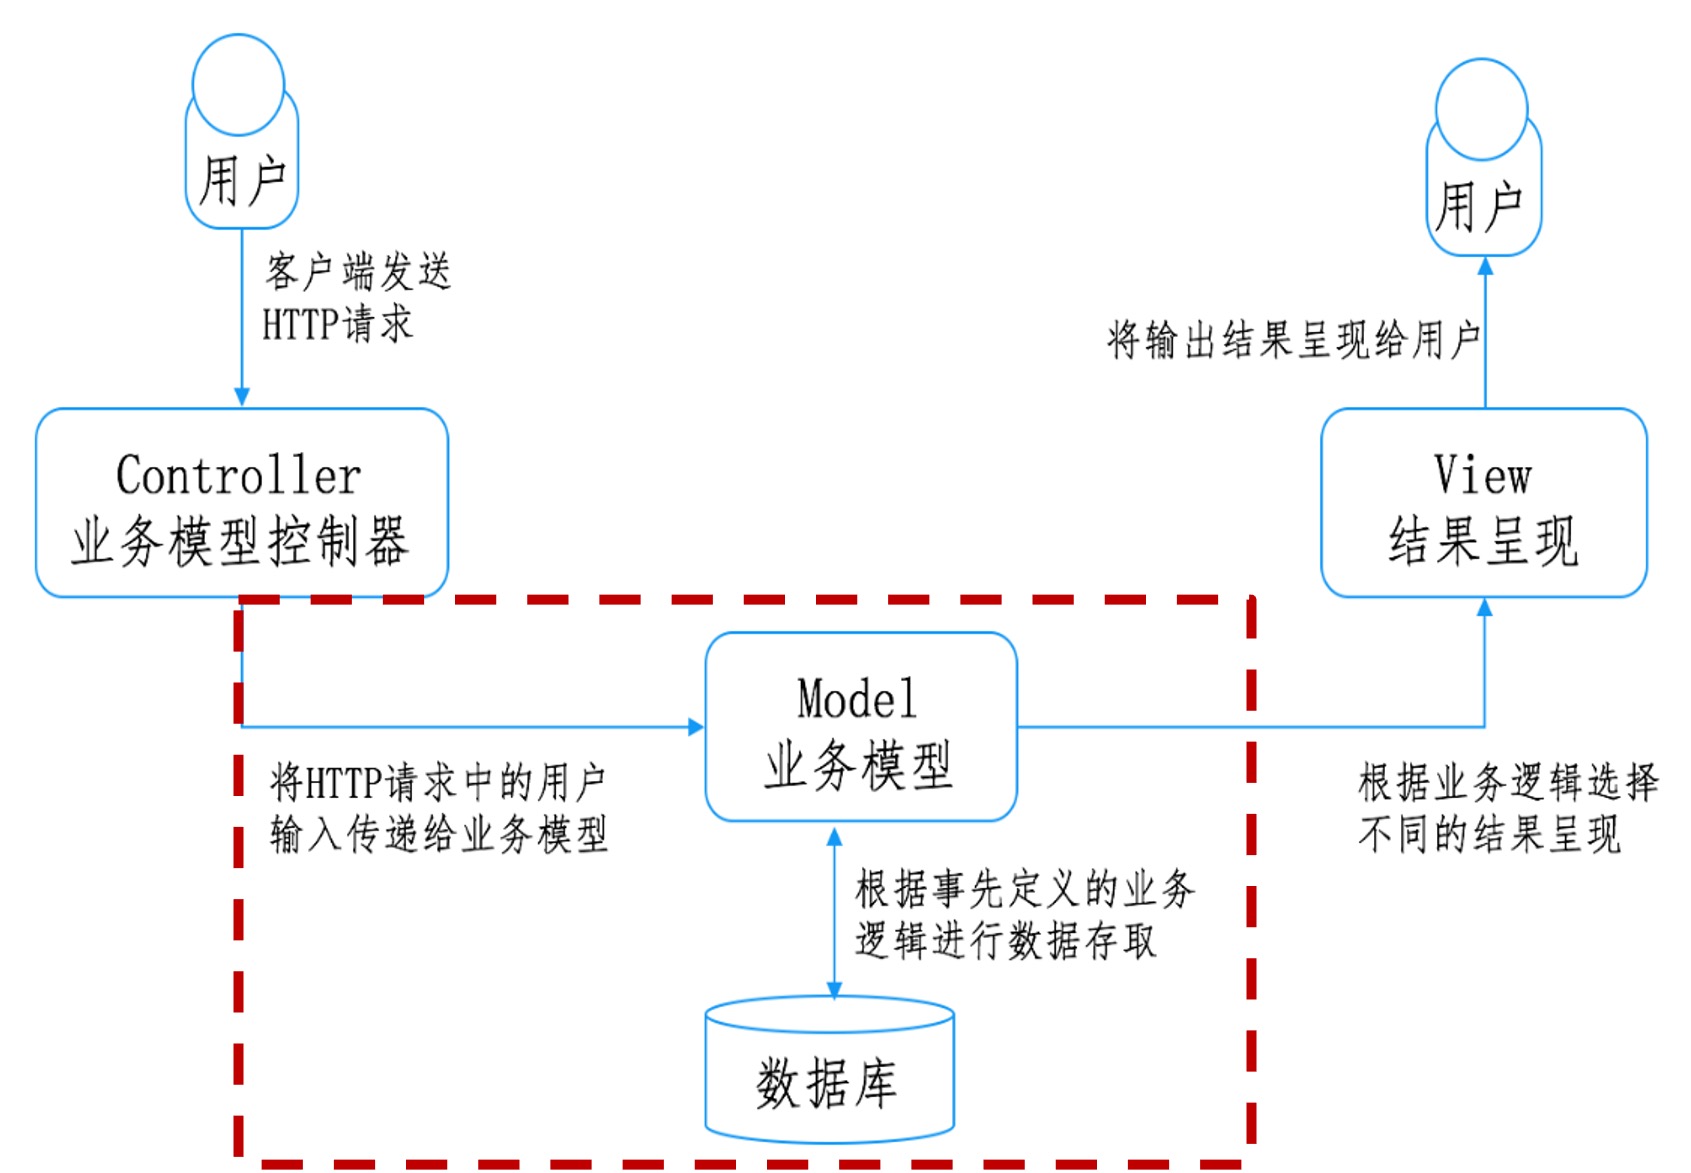 用户
客户端发送
HTTP请求
Controller
业务模型控制器
将HTTP请求中的用户
输入传递给业务模型
Model
业务模型
根据事先定义的业务
逻辑进行数据存取
数据库
根据业务逻辑选择
不同的结果呈现
View
结果呈现
将输出结果呈现给用户
用户